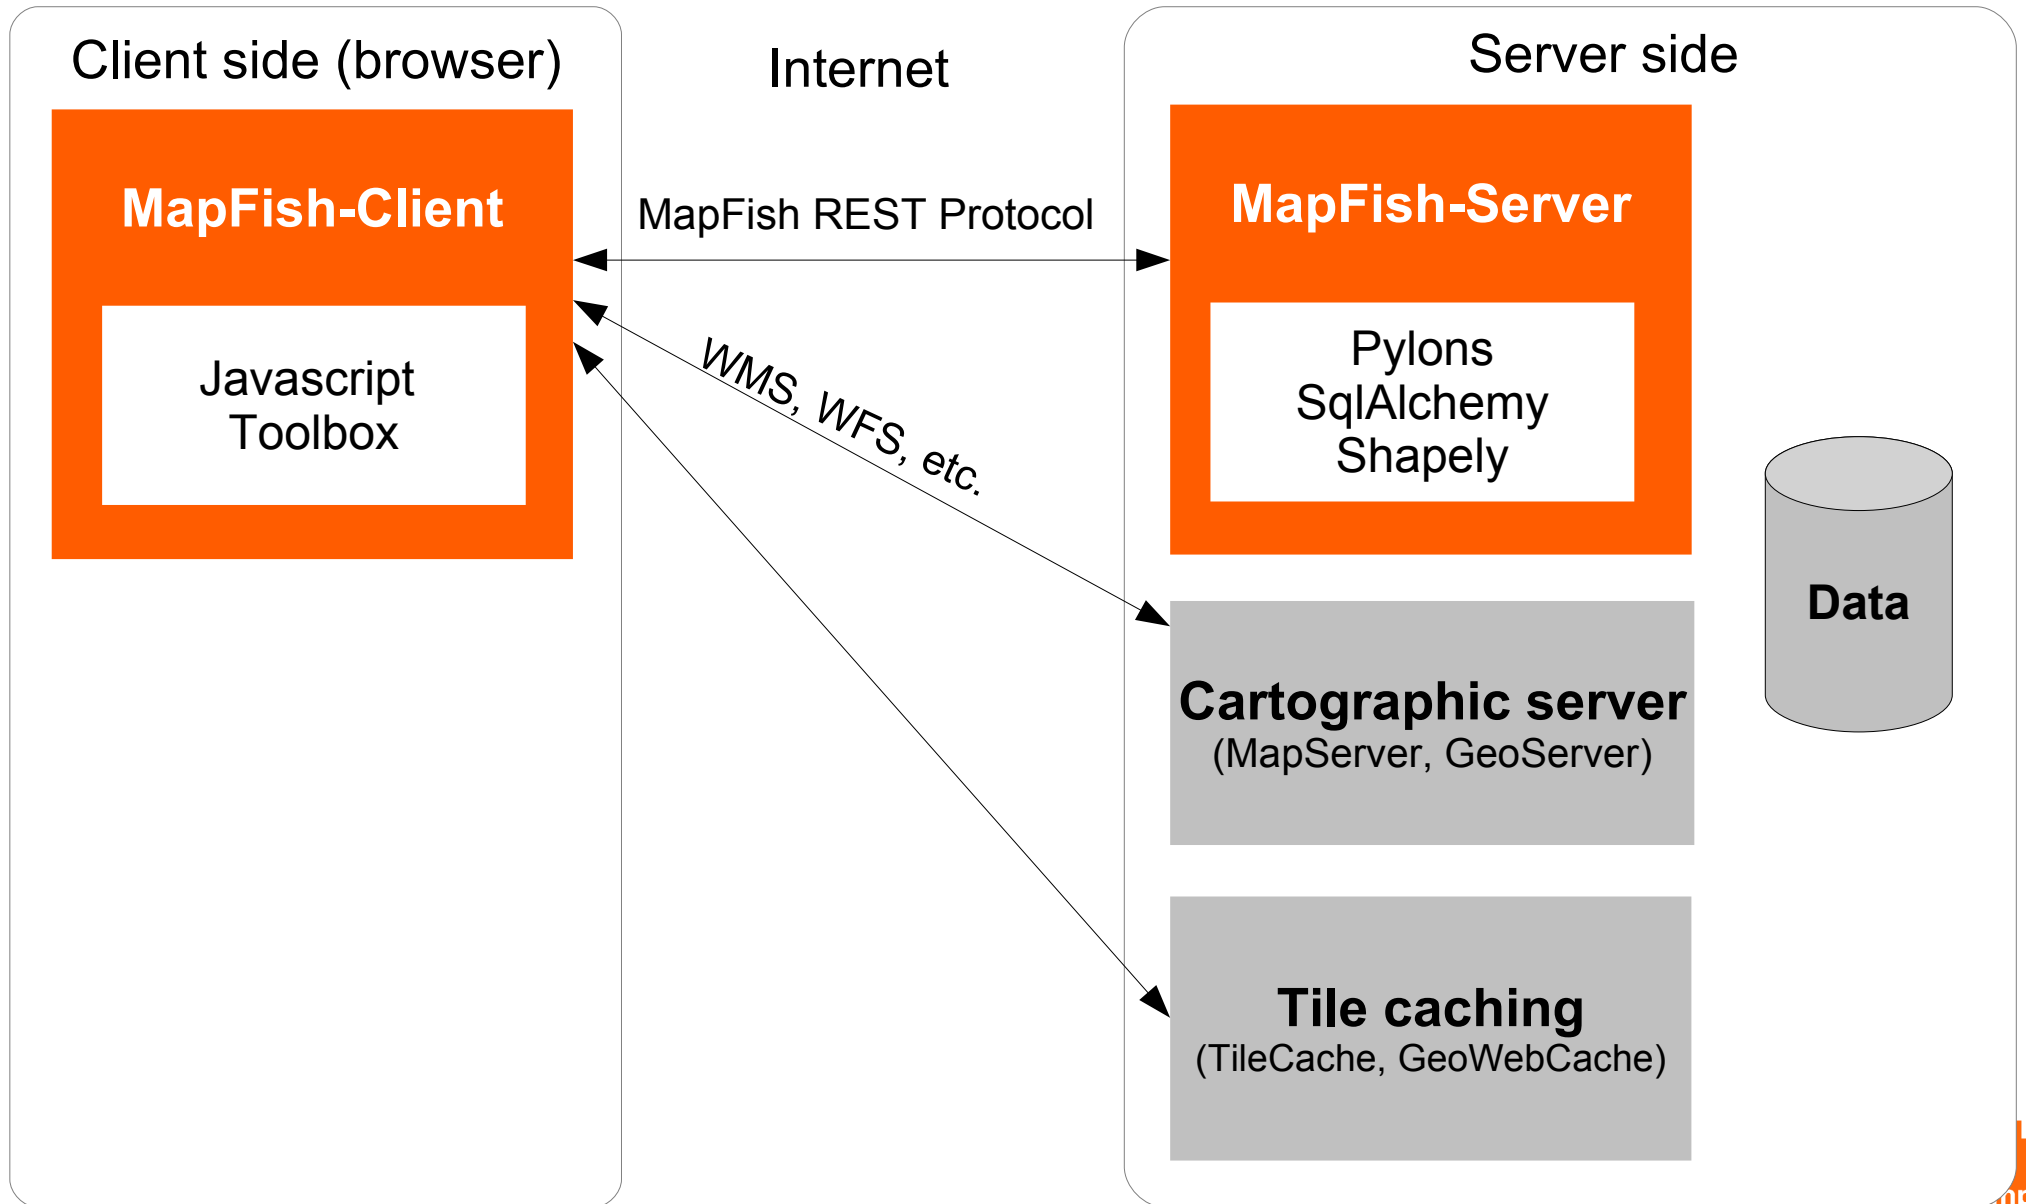 Client side (browser)
Internet
Server side
MapFish-Client
MapFish REST Protocol
MapFish-Server
Javascript
Toolbox
WMS, WFS, etc.
Pylons
SqlAlchemy
Shapely
Data
Cartographic server
(MapServer, GeoServer)
Tile caching
(TileCache, GeoWebCache)